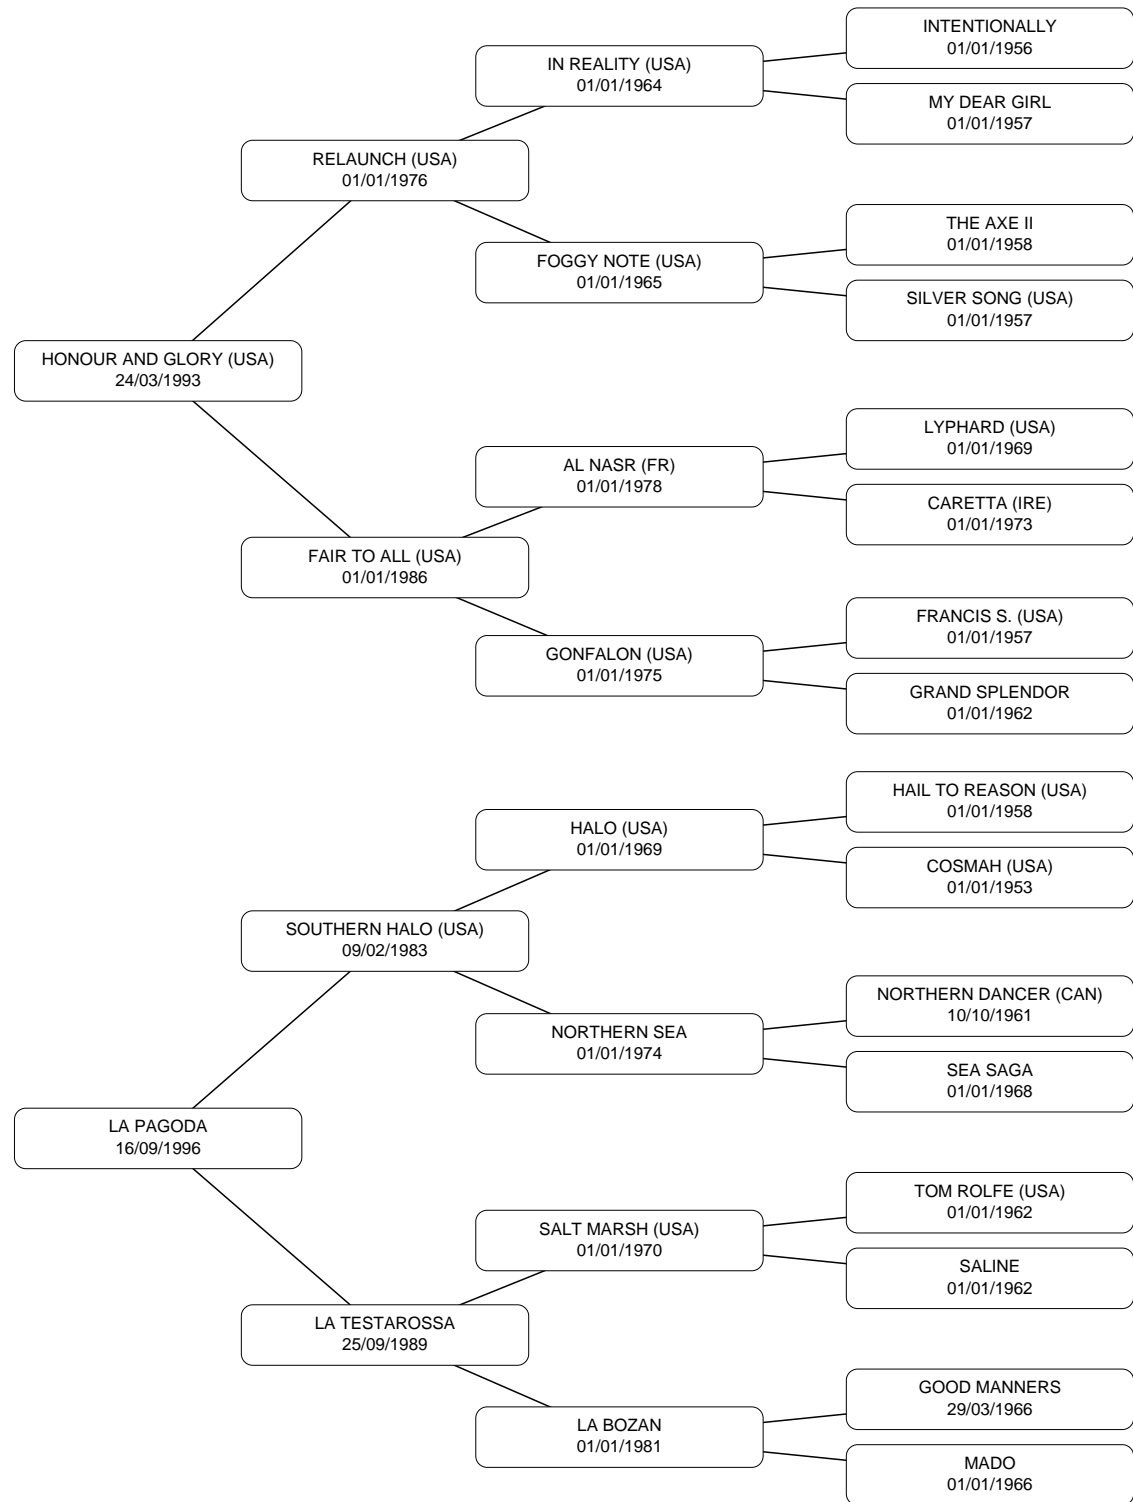 INTENTIONALLY
01/01/1956
IN REALITY (USA)
01/01/1964
MY DEAR GIRL
01/01/1957
RELAUNCH (USA)
01/01/1976
THE AXE II
01/01/1958
FOGGY NOTE (USA)
01/01/1965
SILVER SONG (USA)
01/01/1957
HONOUR AND GLORY (USA)
24/03/1993
LYPHARD (USA)
01/01/1969
AL NASR (FR)
01/01/1978
CARETTA (IRE)
01/01/1973
FAIR TO ALL (USA)
01/01/1986
FRANCIS S. (USA)
01/01/1957
GONFALON (USA)
01/01/1975
GRAND SPLENDOR
01/01/1962
HAIL TO REASON (USA)
01/01/1958
HALO (USA)
01/01/1969
COSMAH (USA)
01/01/1953
SOUTHERN HALO (USA)
09/02/1983
NORTHERN DANCER (CAN)
10/10/1961
NORTHERN SEA
01/01/1974
SEA SAGA
01/01/1968
LA PAGODA
16/09/1996
TOM ROLFE (USA)
01/01/1962
SALT MARSH (USA)
01/01/1970
SALINE
01/01/1962
LA TESTAROSSA
25/09/1989
GOOD MANNERS
29/03/1966
LA BOZAN
01/01/1981
MADO
01/01/1966